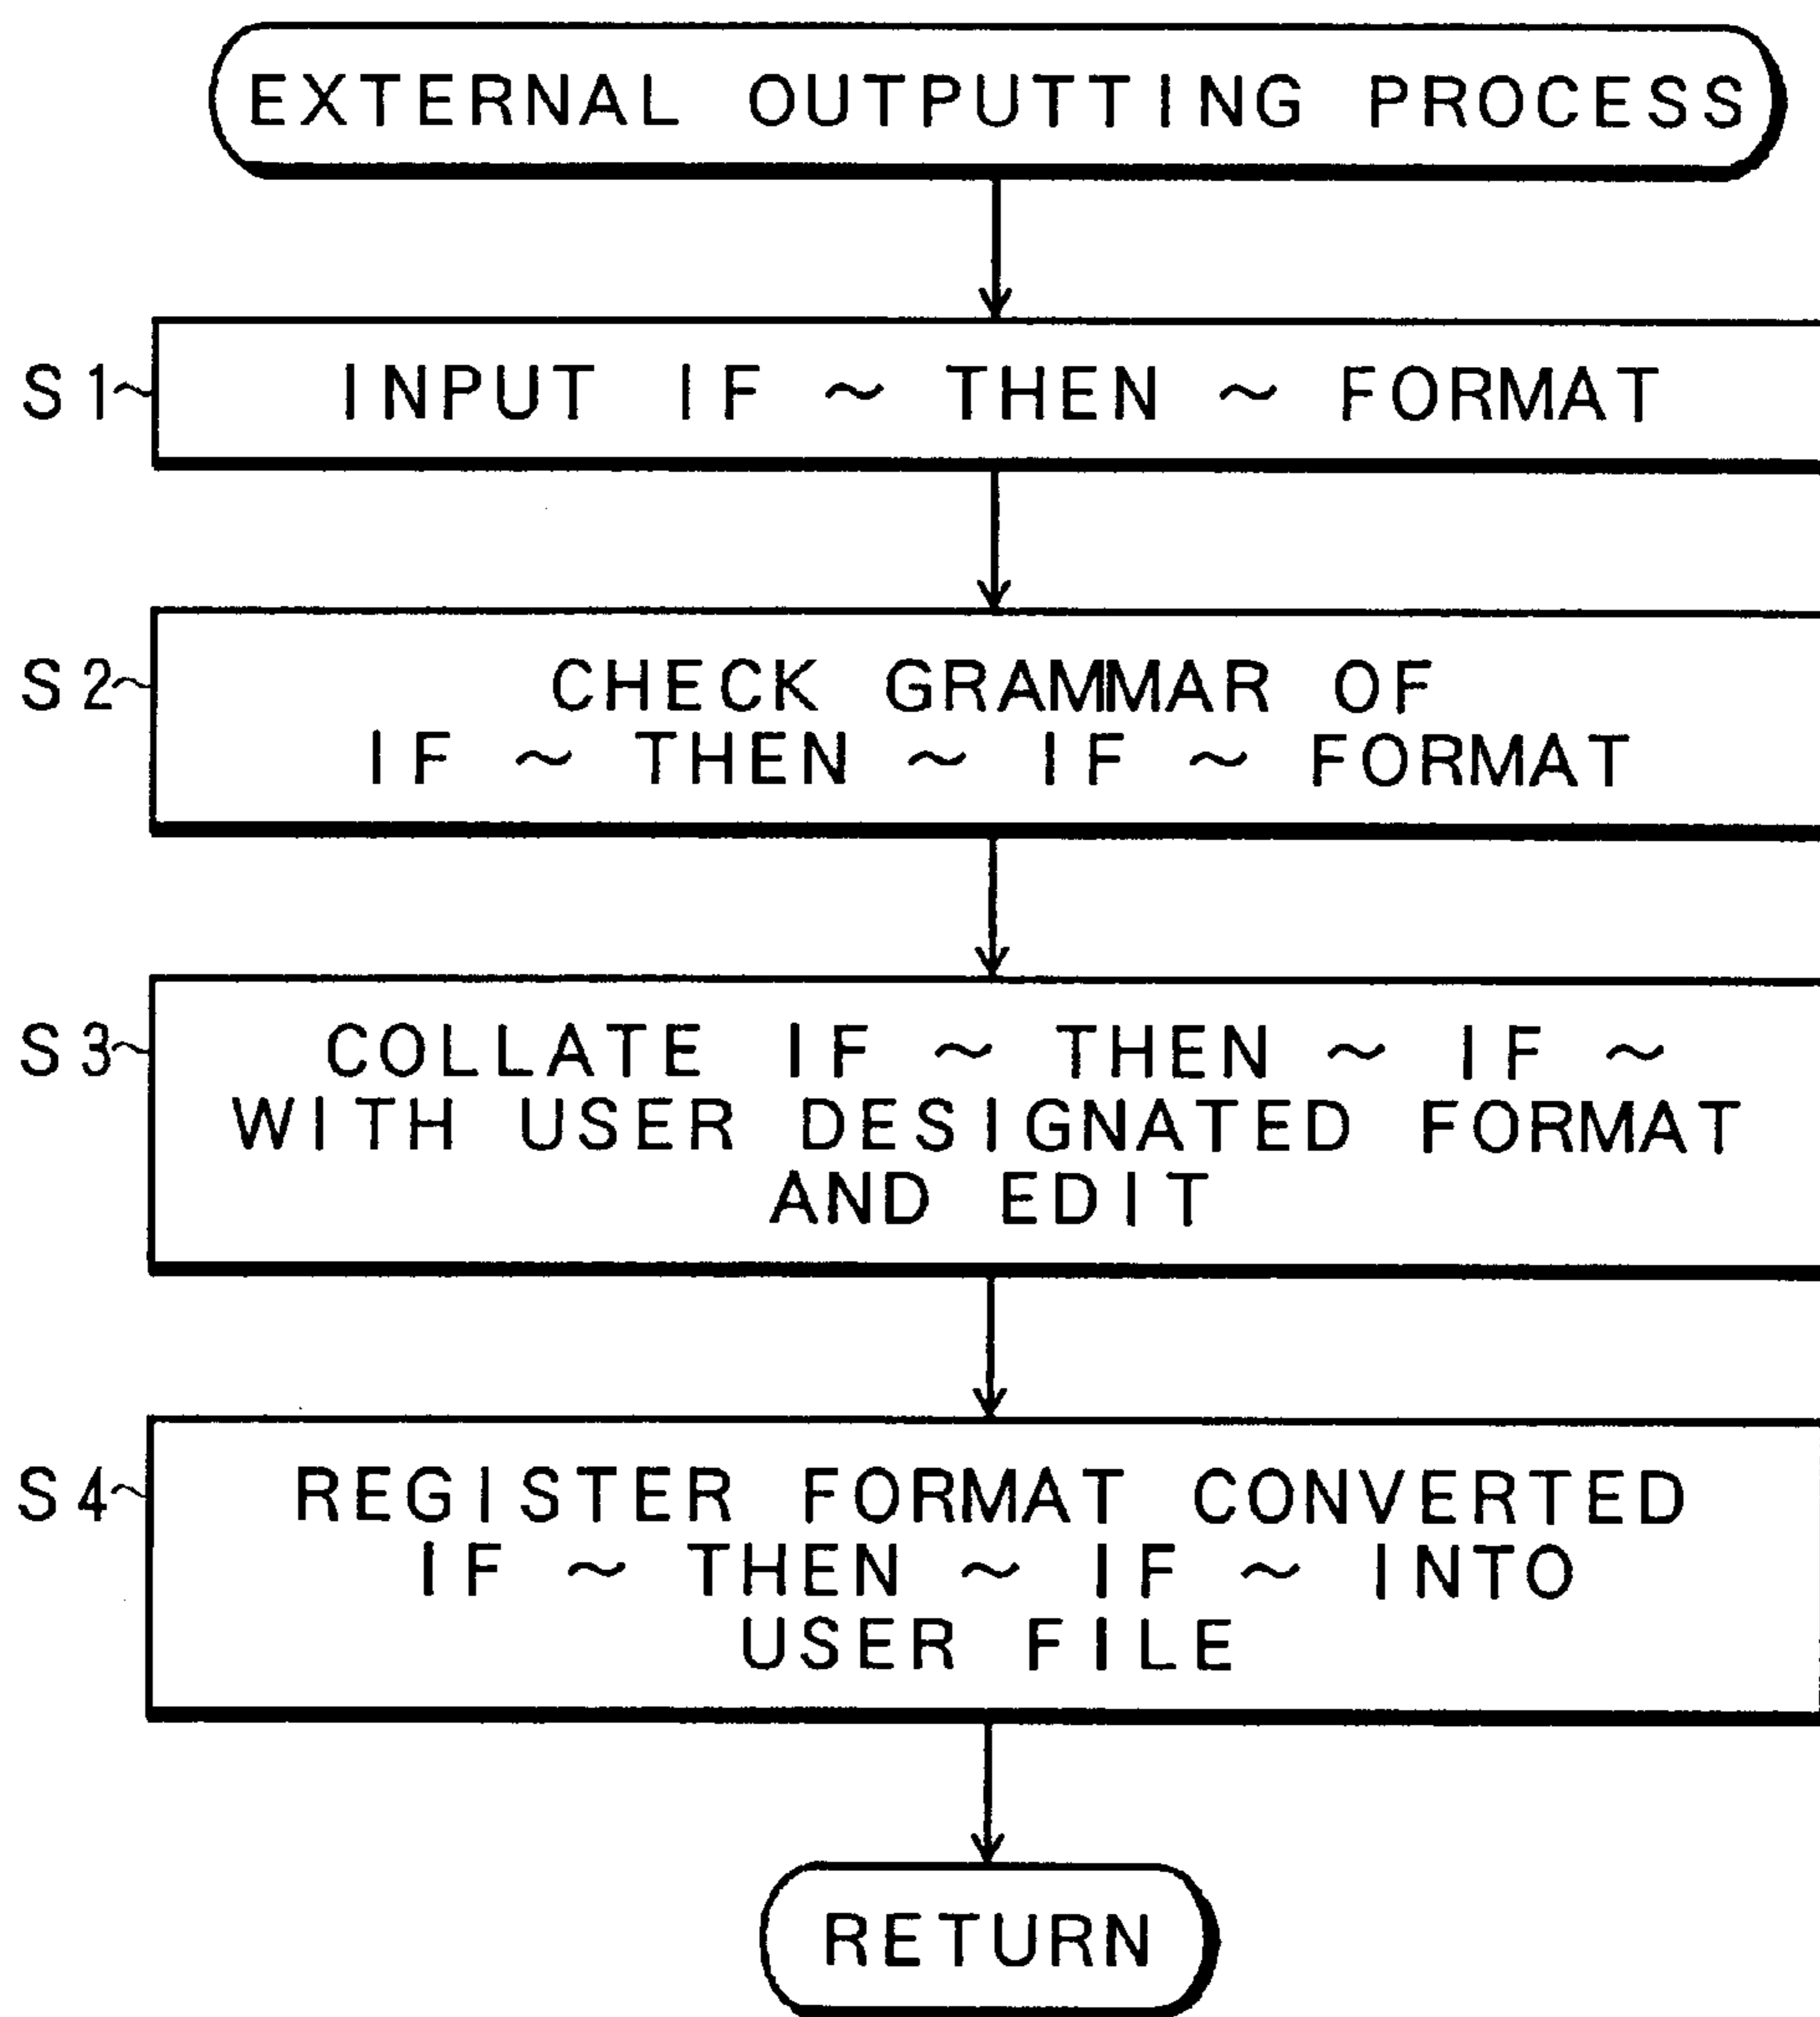 EXTERNAL OUTPUTTING PROCESS
S1~ INPUT IF ~ THEN ~ FORMAT
S2~ CHECK GRAMMAR OF
IF ~ THEN ~ IF ~ FORMAT
S3~ COLLATE IF ~ THEN ~ IF ~
WITH USER DESIGNATED FORMAT
AND EDIT
S4~ REGISTER FORMAT CONVERTED
IF ~ THEN ~ IF ~ INTO
USER FILE
RETURN